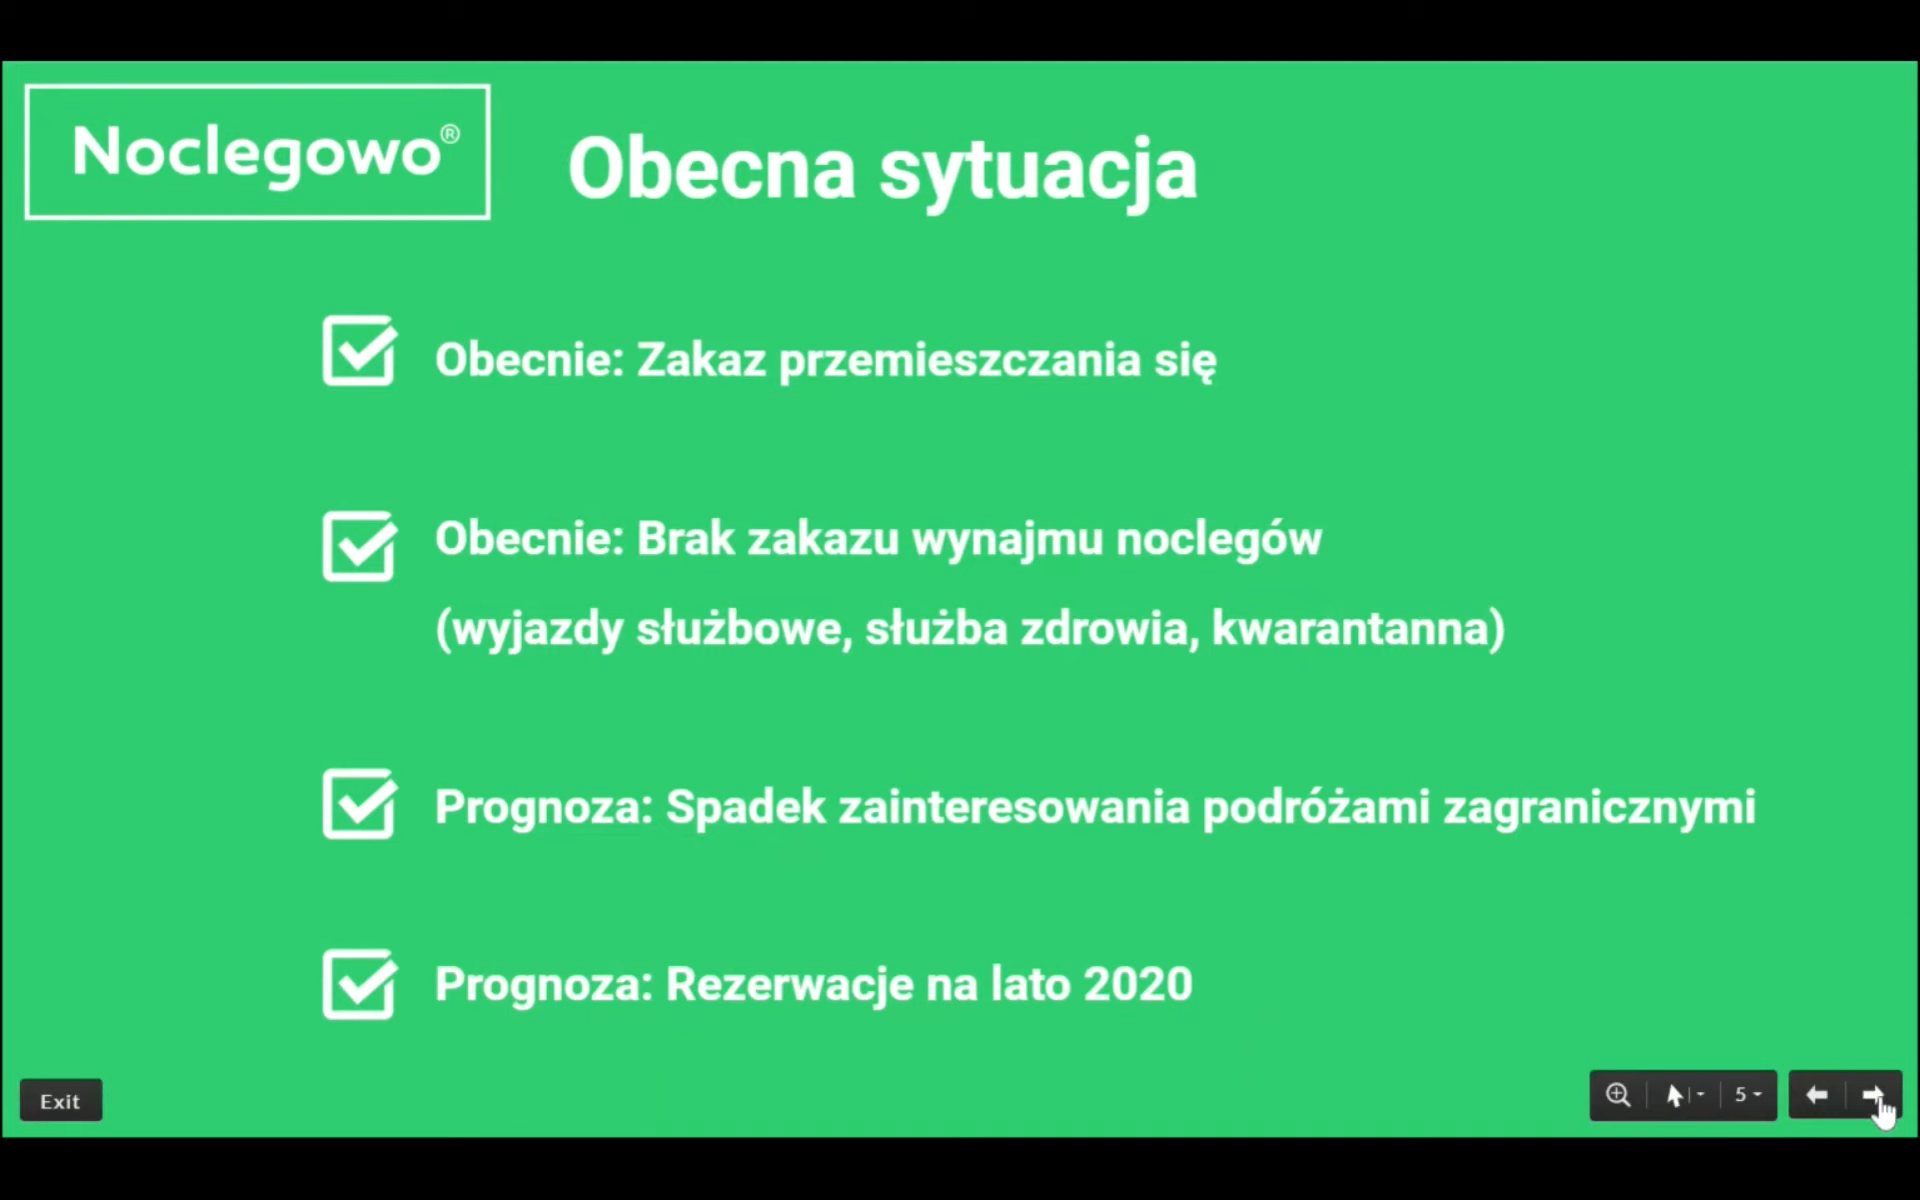 Noclegowo®
Obecna sytuacja
Obecnie: Zakaz przemieszczania się
Obecnie: Brak zakazu wynajmu noclegów
(wyjazdy służbowe, służba zdrowia, kwarantanna)
Prognoza: Spadek zainteresowania podróżami zagranicznymi
Prognoza: Rezerwacje na lato 2020
Exit
5